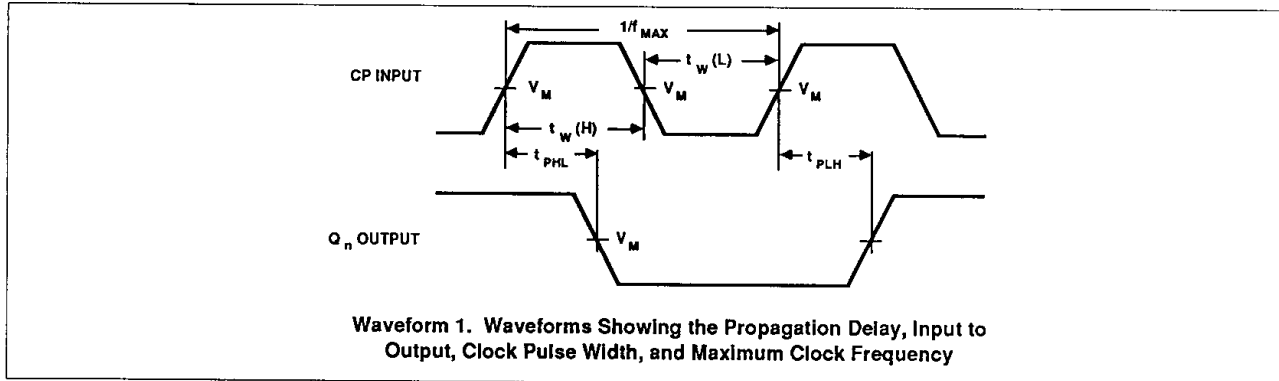 1/fMAX
tW(L)
CP INPUT
VM
VM
VM
tW(H)
tPHL
tPLH
Qn OUTPUT
VM
Waveform 1. Waveforms Showing the Propagation Delay, Input to
Output, Clock Pulse Width, and Maximum Clock Frequency